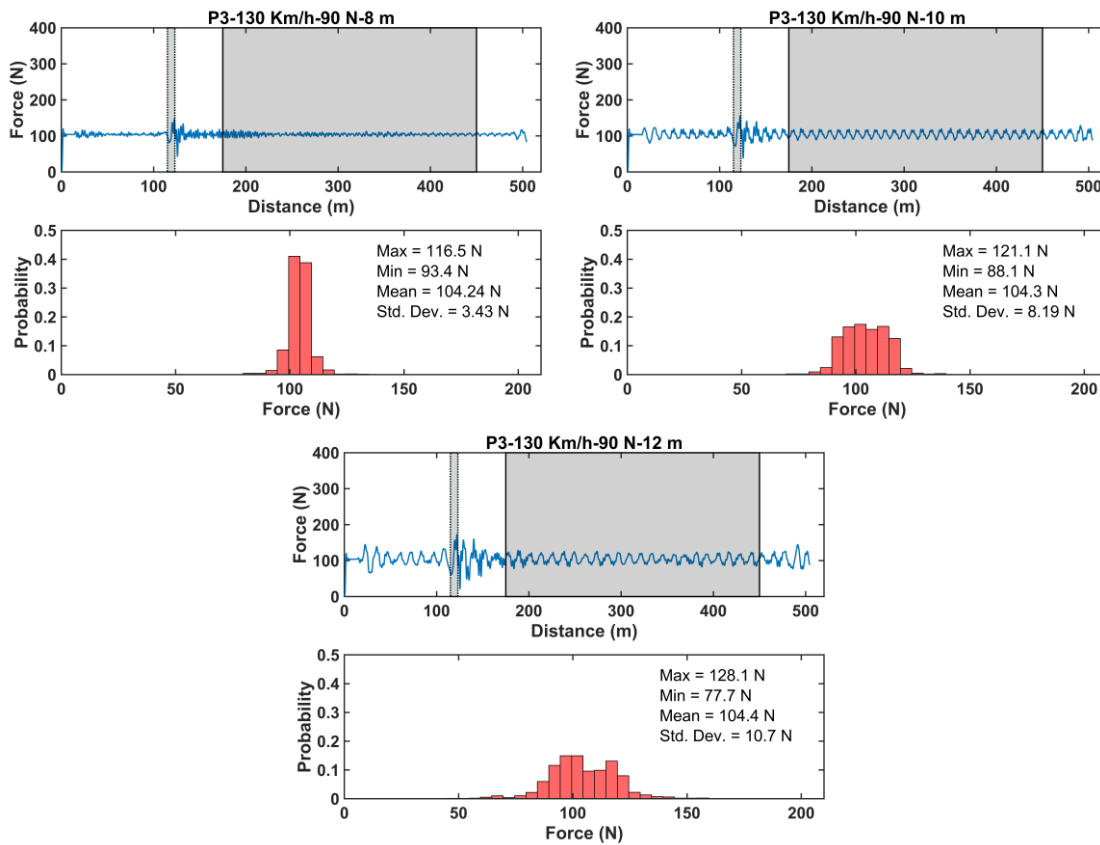 P3-130 Km/h-90 N-8 m
400
300
200
100
0
Force (N)
0 100 200 300 400 500
Distance (m)
0.5
0.4
0.3
0.2
0.1
0
Probability
Max = 116.5 N
Min = 93.4 N
Mean = 104.24 N
Std. Dev. = 3.43 N
0 50 100 150 200
Force (N)
P3-130 Km/h-90 N-10 m
400
300
200
100
0
Force (N)
0 100 200 300 400 500
Distance (m)
0.5
0.4
0.3
0.2
0.1
0
Probability
Max = 121.1 N
Min = 88.1 N
Mean = 104.3 N
Std. Dev. = 8.19 N
0 50 100 150 200
Force (N)
P3-130 Km/h-90 N-12 m
400
300
200
100
0
Force (N)
0 100 200 300 400 500
Distance (m)
0.5
0.4
0.3
0.2
0.1
0
Probability
Max = 128.1 N
Min = 77.7 N
Mean = 104.4 N
Std. Dev. = 10.7 N
0 50 100 150 200
Force (N)